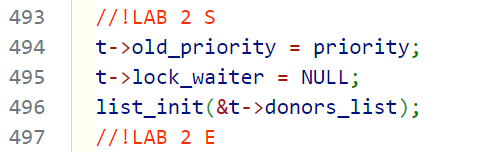 493 //!LAB 2 S
494 t->old_priority = priority;
495 t->lock_waiter = NULL;
496 list_init(&t->donors_list);
497 //!LAB 2 E